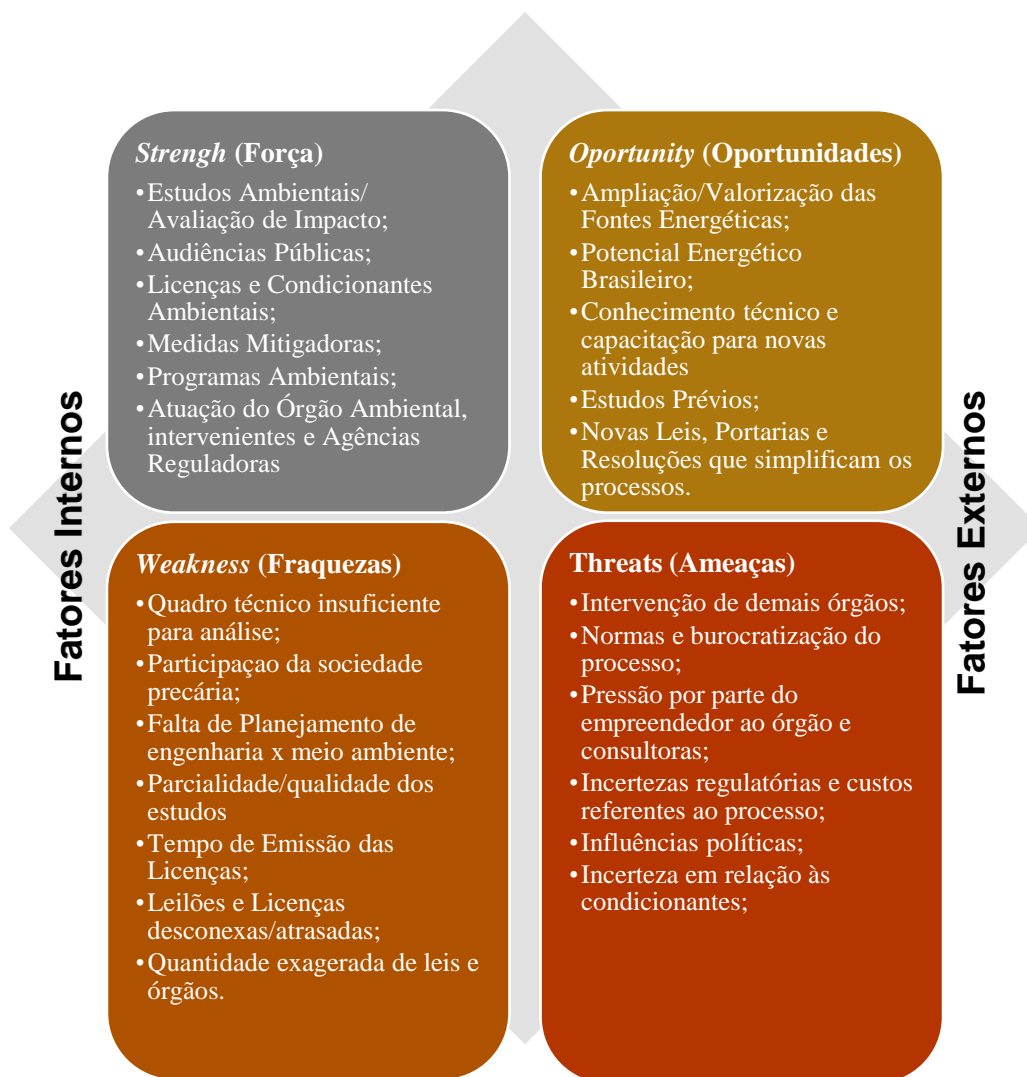 Fatores Internos
Strengh (Força)
•Estudos Ambientais/
Avaliação de Impacto;
•Audiências Públicas;
•Licenças e Condicionantes
Ambientais;
•Medidas Mitigadoras;
•Programas Ambientais;
•Atuação do Órgão Ambiental,
intervenientes e Agências
Reguladoras
Oportunity (Oportunidades)
•Ampliação/Valorização das
Fontes Energéticas;
•Potencial Energético
Brasileiro;
•Conhecimento técnico e
capacitação para novas
atividades
•Estudos Prévios;
•Novas Leis, Portarias e
Resoluções que simplificam os
processos.
Weakness (Fraquezas)
•Quadro técnico insuficiente
para análise;
•Participaçao da sociedade
precária;
•Falta de Planejamento de
engenharia x meio ambiente;
•Parcialidade/qualidade dos
estudos
•Tempo de Emissão das
Licenças;
•Leilões e Licenças
desconexas/atrasadas;
•Quantidade exagerada de leis e
órgãos.
Threats (Ameaças)
•Intervenção de demais órgãos;
•Normas e burocratização do
processo;
•Pressão por parte do
empreendedor ao órgão e
consultoras;
•Incertezas regulatórias e custos
referentes ao processo;
•Influências políticas;
•Incerteza em relação às
condicionantes;
Fatores Externos